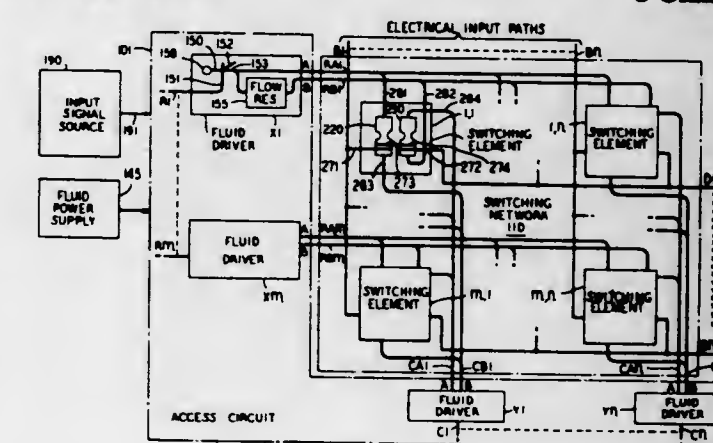 ELECTRICAL INPUT PATHS
101
158 150 152
153
151
155
FLOW RES
FLUID DRIVER
X1
190
INPUT SIGNAL SOURCE
191
R1
A
B
RA1
RB1
B1
Bn
281
250
282
284
220
1,1
SWITCHING ELEMENT
271
274
272
283
273
1,n
SWITCHING ELEMENT
SWITCHING NETWORK
110
145
FLUID POWER SUPPLY
Rm
FLUID DRIVER
Xm
A
B
RAm
RBm
SWITCHING ELEMENT
m,1
m,n
SWITCHING ELEMENT
CA1
CB1
CAn
A B
FLUID DRIVER
Y1
C1
A B
FLUID DRIVER
Yn
Cn
ACCESS CIRCUIT